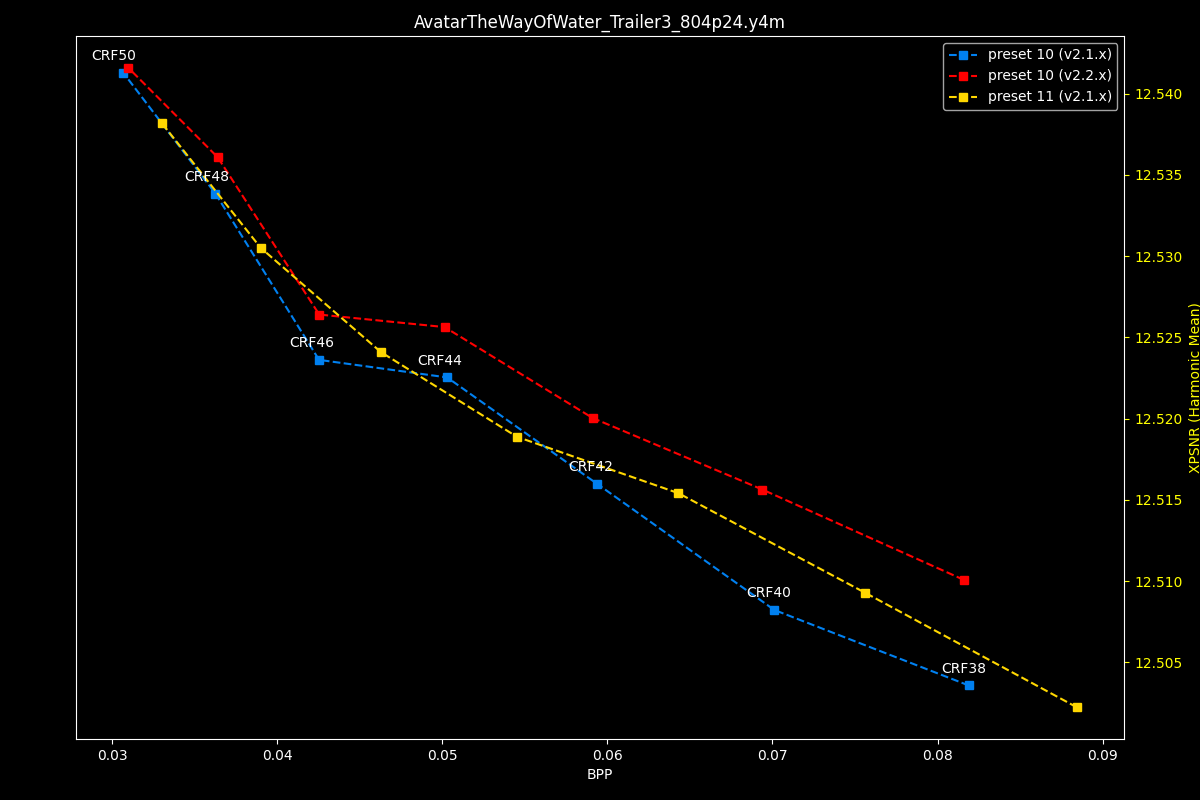 AvatarTheWayOfWater_Trailer3_804p24.y4m
preset 10 (v2.1.x)
preset 10 (v2.2.x)
preset 11 (v2.1.x)
CRF50
CRF48
CRF46
CRF44
CRF42
CRF40
CRF38
12.540
12.535
12.530
12.525
12.520
12.515
12.510
12.505
XPSNR (Harmonic Mean)
0.03
0.04
0.05
0.06
0.07
0.08
0.09
BPP